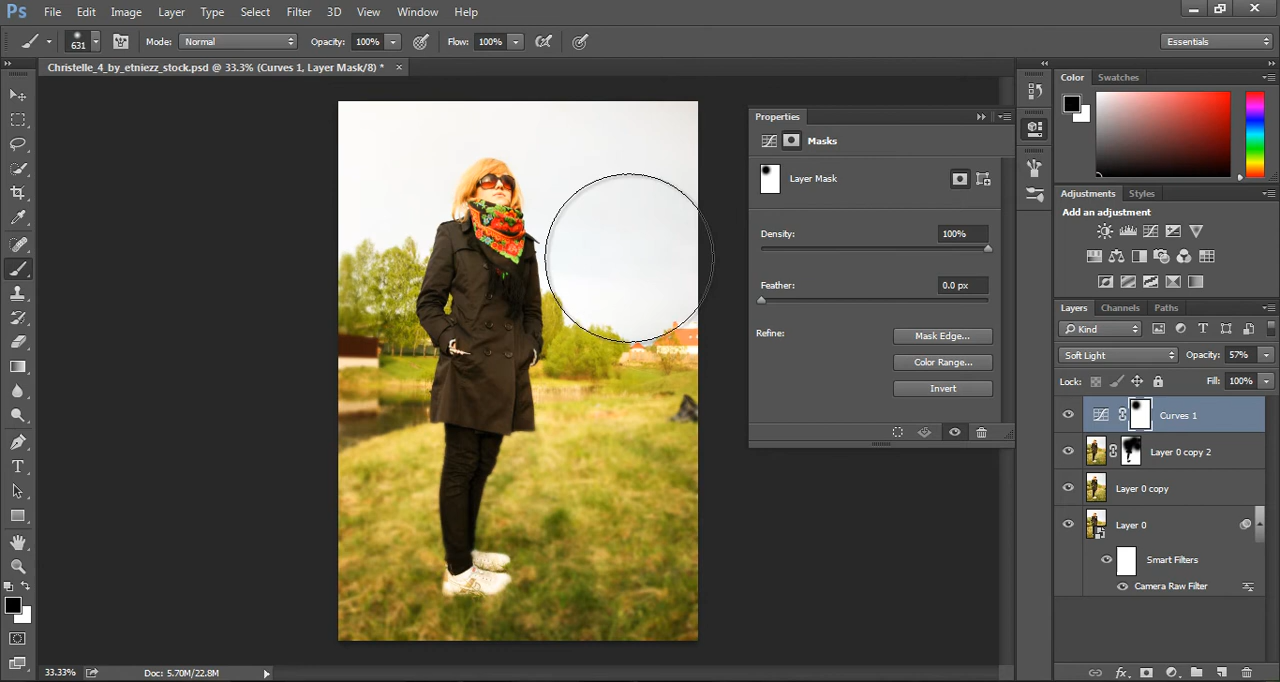 Ps File Edit Image Layer Type Select Filter 3D View Window Help
631 Mode: Normal Opacity: 100% Flow: 100% Essentials
Christelle_4_by_etniezz_stock.psd @ 33.3% (Curves 1, Layer Mask/8) * ×
Color Swatches
Properties
Masks
Layer Mask
Density: 100%
Feather: 0.0 px
Refine: Mask Edge...
Color Range...
Invert
Adjustments Styles
Add an adjustment
Layers Channels Paths
Kind
Soft Light Opacity: 57%
Lock: Fill: 100%
Curves 1
Layer 0 copy 2
Layer 0 copy
Layer 0
Smart Filters
Camera Raw Filter
33.33% Doc: 5.70M/22.8M